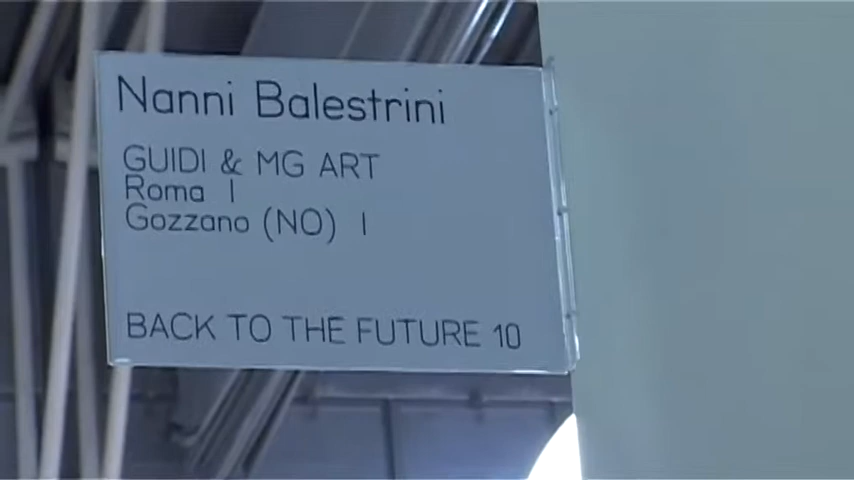 Nanni Balestrini
GUIDI & MG ART
Roma I
Gozzano (NO) I
BACK TO THE FUTURE 10